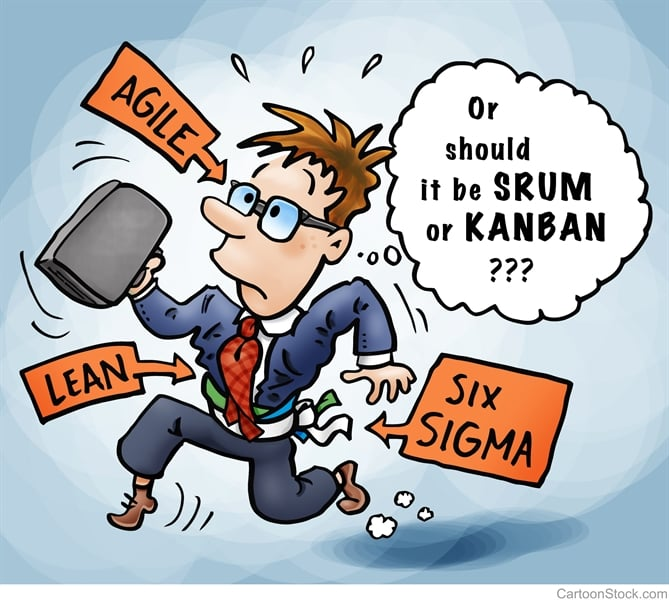 AGILE
Or
should
it be SRUM
or KANBAN
???
LEAN
SIX
SIGMA
CartoonStock.com